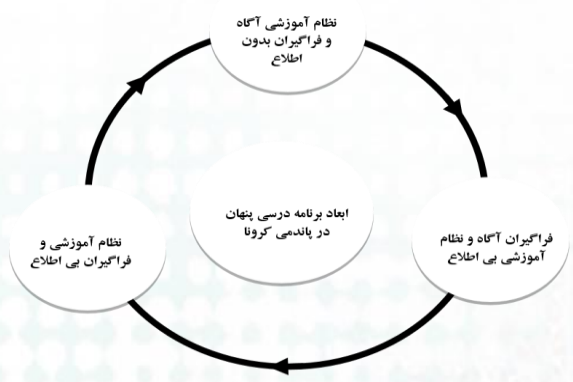 نظام آموزشی آگاه
و فراگیران بدون
اطلاع
ابعاد برنامه درسی پنهان
در پاندمی کرونا
فراگیران آگاه و نظام
آموزشی بی اطلاع
نظام آموزشی و
فراگیران بی اطلاع